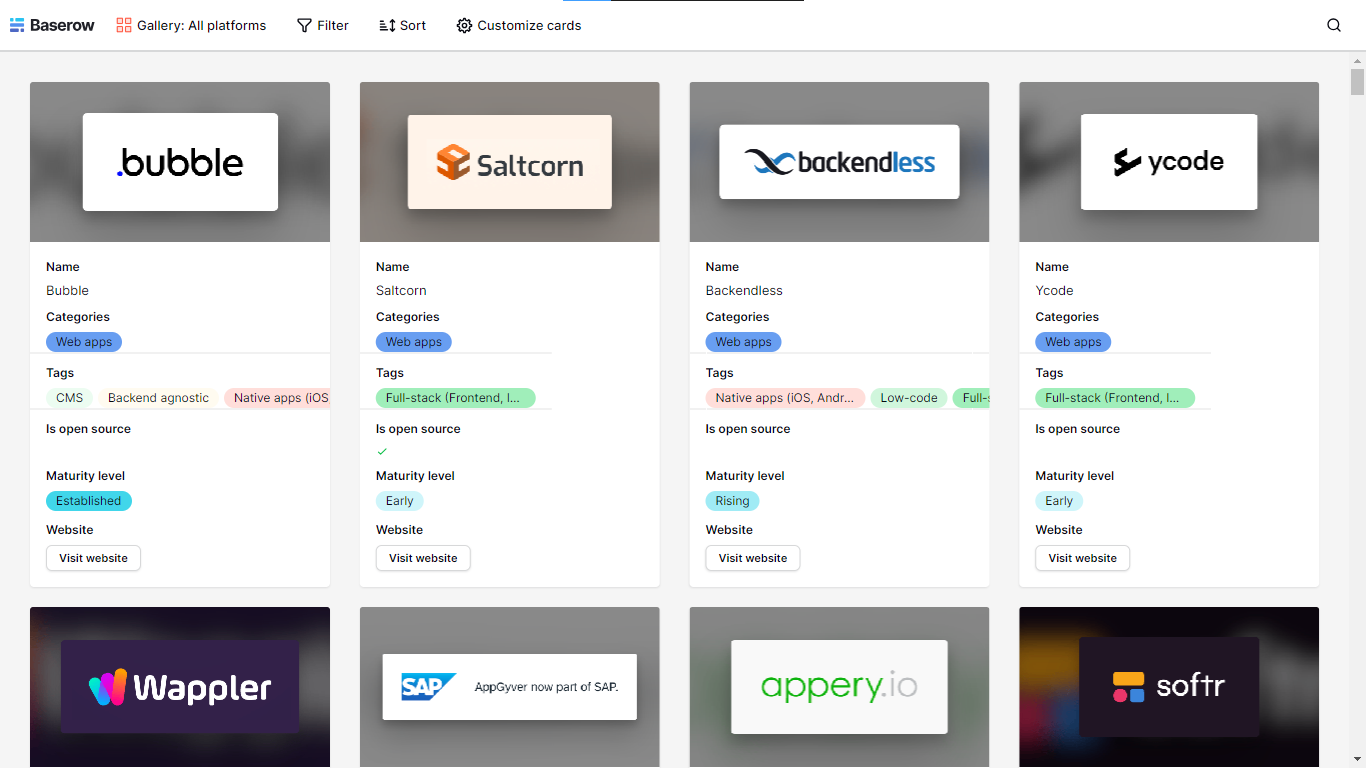 Baserow Gallery: All platforms Filter Sort Customize cards
.bubble
Saltcorn
backendless
ycode
Name Name Name Name
Bubble Saltcorn Backendless Ycode
Categories Categories Categories Categories
Web apps Web apps Web apps Web apps
Tags Tags Tags Tags
CMS Backend agnostic Native apps (iOS Full-stack (Frontend, I... Native apps (iOS, Andr... Low-code Full-s Full-stack (Frontend, I...
Is open source Is open source Is open source Is open source
Maturity level Maturity level Maturity level Maturity level
Established Early Rising Early
Website Website Website Website
Visit website Visit website Visit website Visit website
Wappler
SAP AppGyver now part of SAP.
appery.io
softr